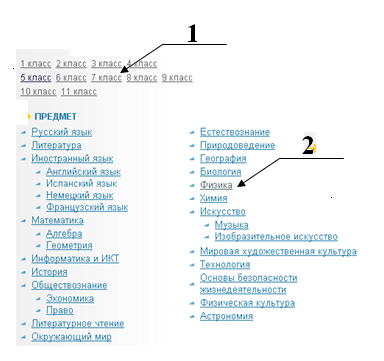 1
1 класс 2 класс 3 класс 4 класс
5 класс 6 класс 7 класс 8 класс 9 класс
10 класс 11 класс
ПРЕДМЕТ
Русский язык
Литература
Иностранный язык
Английский язык
Испанский язык
Немецкий язык
Французский язык
Математика
Алгебра
Геометрия
Информатика и ИКТ
История
Обществознание
Экономика
Право
Литературное чтение
Окружающий мир
2
Естествознание
Природоведение
География
Биология
Физика
Химия
Искусство
Музыка
Изобразительное искусство
Мировая художественная культура
Технология
Основы безопасности
жизнедеятельности
Физическая культура
Астрономия